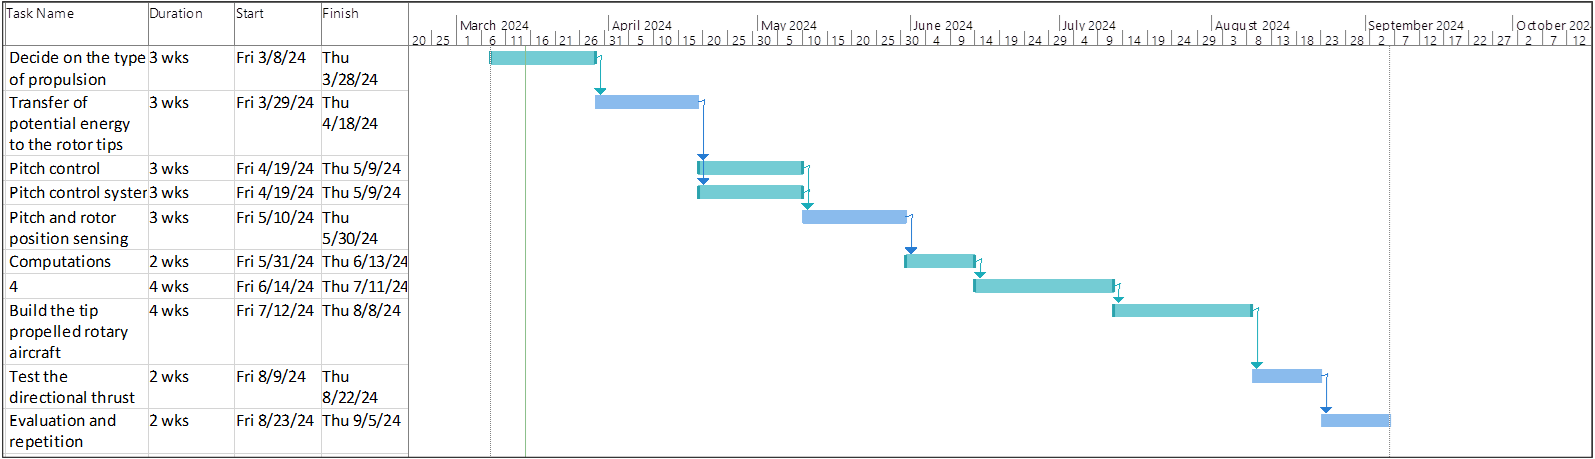 Task Name Duration Start Finish
March 2024 April 2024 May 2024 June 2024 July 2024 August 2024 September 2024 October 2024
20 25 1 6 11 16 21 26 31 5 10 15 20 25 30 5 10 15 20 25 30 4 9 14 19 24 29 4 9 14 19 24 29 3 8 13 18 23 28 2 7 12 17 22 27 2 7 12
Decide on the type 3 wks Fri 3/8/24 Thu
of propulsion 3/28/24
Transfer of 3 wks Fri 3/29/24 Thu
potential energy 4/18/24
to the rotor tips
Pitch control 3 wks Fri 4/19/24 Thu 5/9/24
Pitch control syster 3 wks Fri 4/19/24 Thu 5/9/24
Pitch and rotor 3 wks Fri 5/10/24 Thu
position sensing 5/30/24
Computations 2 wks Fri 5/31/24 Thu 6/13/24
4 4 wks Fri 6/14/24 Thu 7/11/24
Build the tip 4 wks Fri 7/12/24 Thu 8/8/24
propelled rotary
aircraft
Test the 2 wks Fri 8/9/24 Thu
directional thrust 8/22/24
Evaluation and 2 wks Fri 8/23/24 Thu 9/5/24
repetition